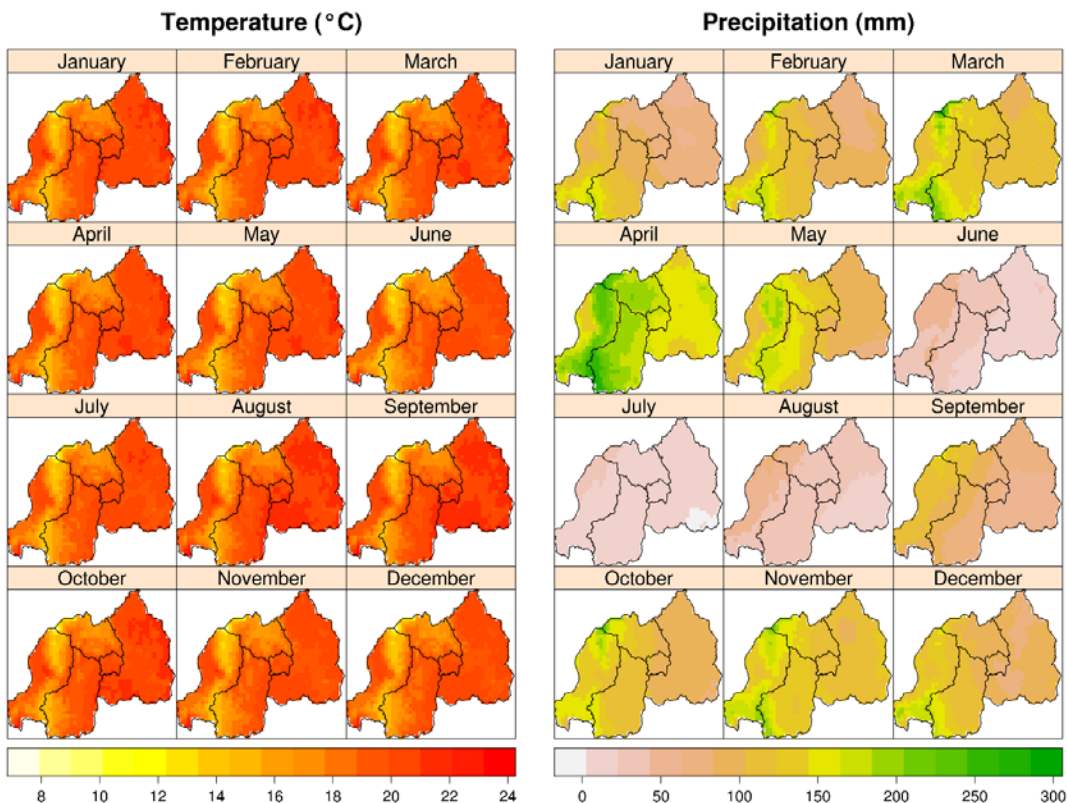 Temperature (°C)
January February March
April May June
July August September
October November December
8 10 12 14 16 18 20 22 24
Precipitation (mm)
January February March
April May June
July August September
October November December
0 50 100 150 200 250 300